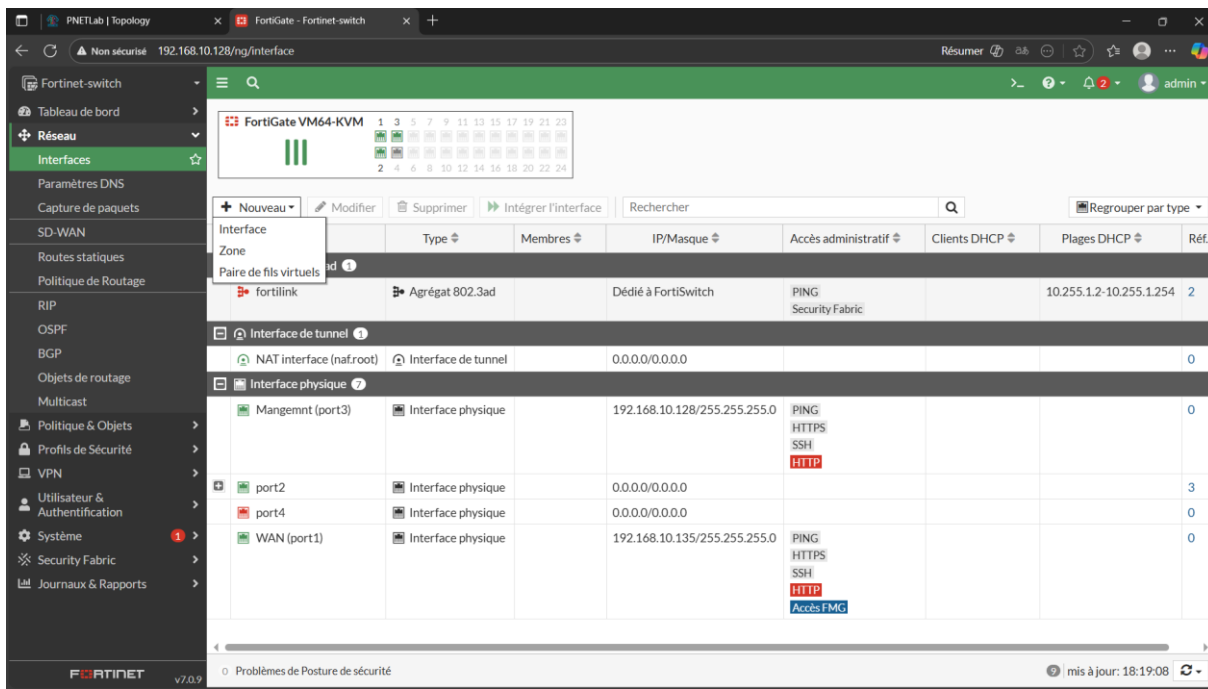 PNETLab | Topology
FortiGate - Fortinet-switch
Non sécurisé 192.168.10.128/ng/interface
Résumer
Fortinet-switch
>_ 2 admin
Tableau de bord
Réseau
Interfaces
Paramètres DNS
Capture de paquets
SD-WAN
Routes statiques
Politique de Routage
RIP
OSPF
BGP
Objets de routage
Multicast
Politique & Objets
Profils de Sécurité
VPN
Utilisateur &
Authentification
Système 1
Security Fabric
Journaux & Rapports
FORTINET v7.0.9
FortiGate VM64-KVM 1 3 5 7 9 11 13 15 17 19 21 23
2 4 6 8 10 12 14 16 18 20 22 24
+ Nouveau Modifier Supprimer Intégrer l'interface Rechercher Regrouper par type
Interface
Zone
Paire de fils virtuels
Type Membres IP/Masque Accès administratif Clients DHCP Plages DHCP Réf.
ad 1
fortilink Agrégat 802.3ad Dédié à FortiSwitch PING 10.255.1.2-10.255.1.254 2
Security Fabric
Interface de tunnel 1
NAT interface (naf.root) Interface de tunnel 0.0.0.0/0.0.0.0 0
Interface physique 7
Mangemnt (port3) Interface physique 192.168.10.128/255.255.255.0 PING 0
HTTPS
SSH
HTTP
port2 Interface physique 0.0.0.0/0.0.0.0 3
port4 Interface physique 0.0.0.0/0.0.0.0 0
WAN (port1) Interface physique 192.168.10.135/255.255.255.0 PING 0
HTTPS
SSH
HTTP
Accès FMG
0 Problèmes de Posture de sécurité 9 mis à jour: 18:19:08